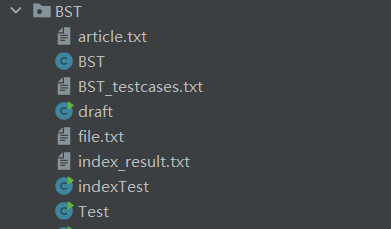 BST
article.txt
BST
BST_testcases.txt
draft
file.txt
index_result.txt
indexTest
Test